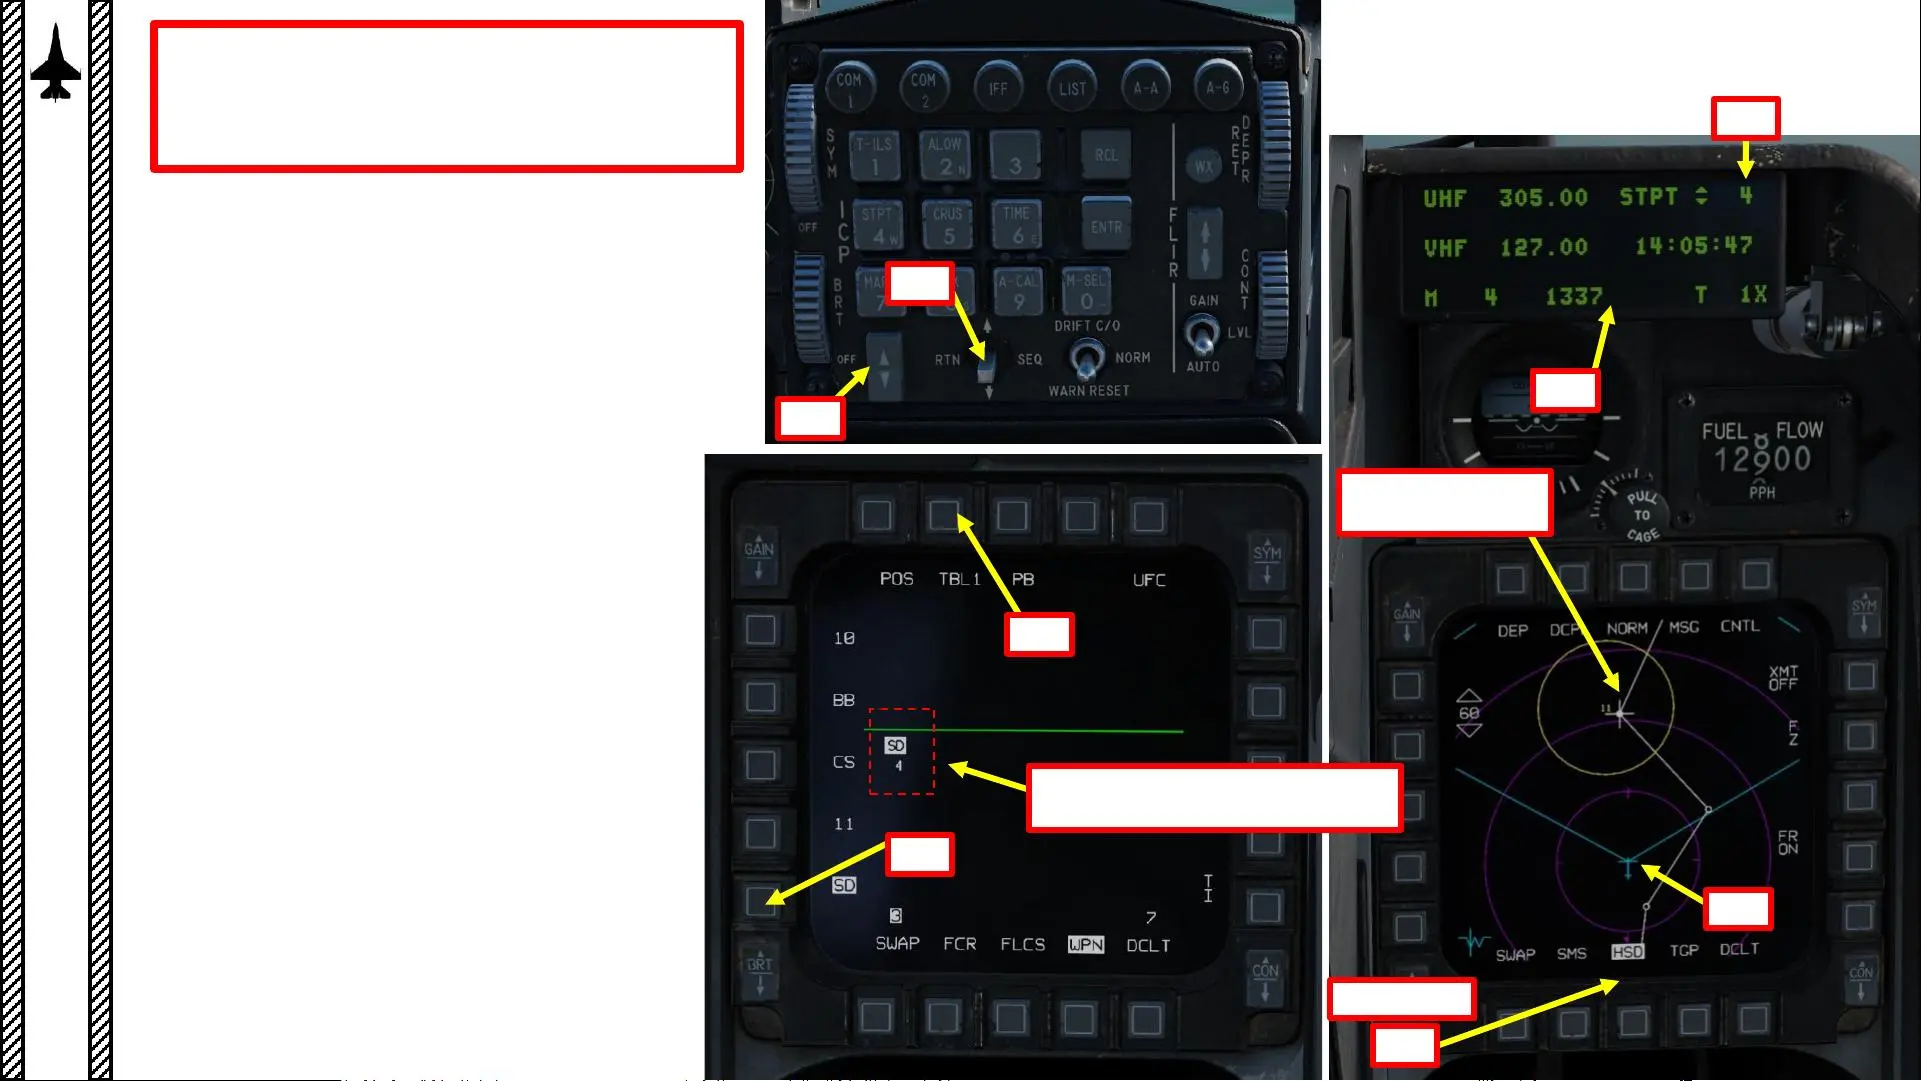 COM
1
COM
2
IFF
LIST
A-A
A-G
SYM
T-ILS
1
ALOW
2 N
3
RCL
WX
DEPR
RET
OFF
ICP
STPT
4 W
CRUS
5
TIME
6 E
ENTR
FLIR
CONT
BRT
7
A-CAL
9
M-SEL
0
GAIN
LVL
AUTO
OFF
RTN
SEQ
DRIFT C/O
NORM
WARN RESET
UHF 305.00 STPT 4
VHF 127.00 14:05:47
M 4 1337 T 1X
FUEL FLOW
12900
PPH
PULL
TO
CAGE
GAIN
SYM
POS TBL1 PB UFC
10
BB
SD
4
CS
11
SD
3
7
SWAP FCR FLCS WPN DCLT
BRT
CON
GAIN
SYM
DEP DCP NORM MSG CNTL
XMT
OFF
60
11
F
Z
FR
ON
SWAP SMS HSD TGP DCLT
CON